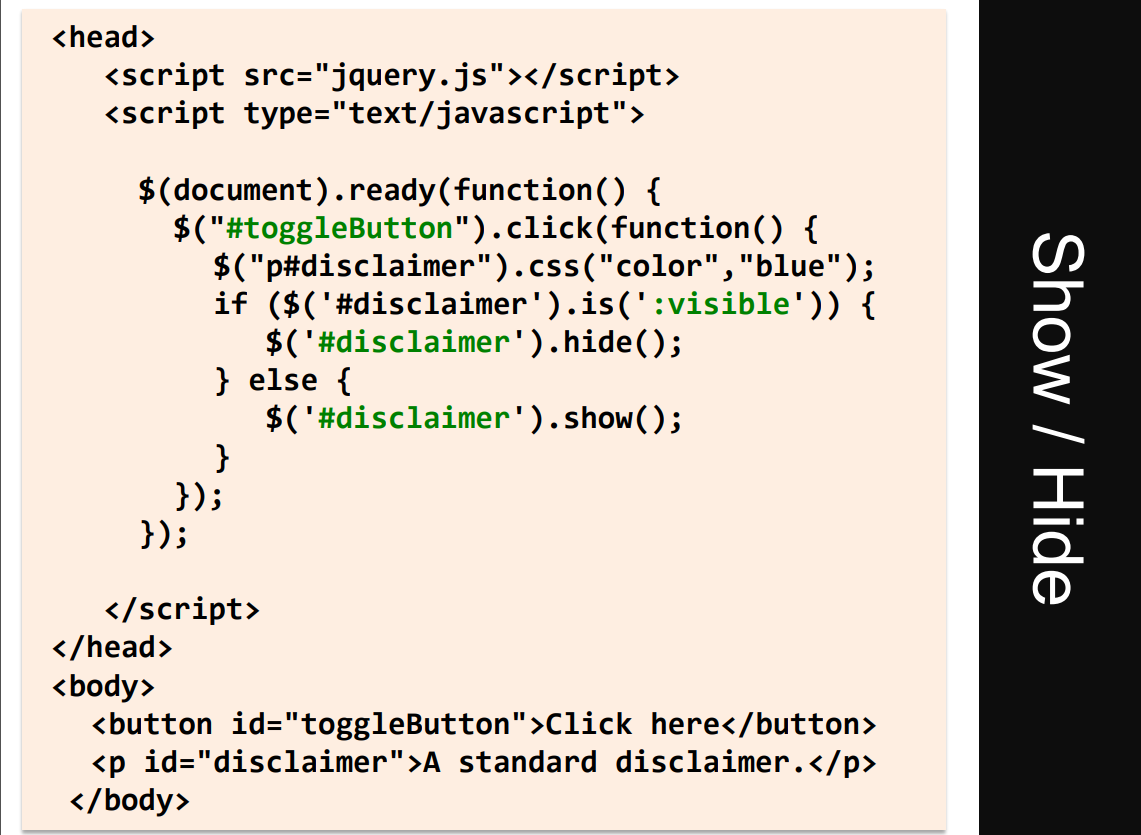 <head>
<script src="jquery.js"></script>
<script type="text/javascript">
$(document).ready(function() {
$("#toggleButton").click(function() {
$("p#disclaimer").css("color","blue");
if ($('#disclaimer').is(':visible')) {
$('#disclaimer').hide();
} else {
$('#disclaimer').show();
}
});
});
</script>
</head>
<body>
<button id="toggleButton">Click here</button>
<p id="disclaimer">A standard disclaimer.</p>
</body>
Show / Hide